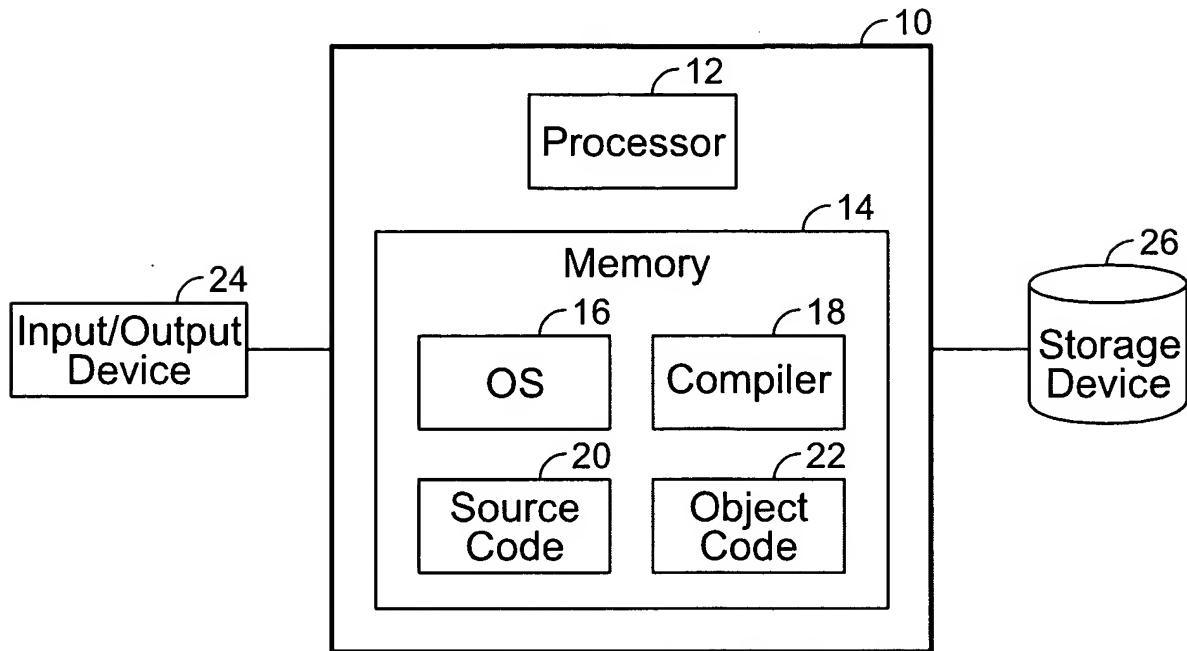 10
12
Processor
14
Memory
24
Input/Output
Device
16
OS
18
Compiler
26
Storage
Device
20
Source
Code
22
Object
Code